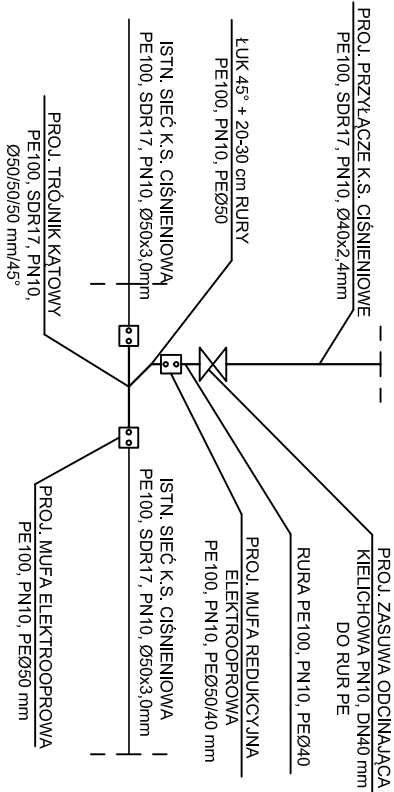 PROJ. PRZYŁĄCZE K.S. CIŚNIENIOWE
PE100, SDR17, PN10, Ø40x2,4mm
PROJ. ZASUWA ODCINAJĄCA
KIELICHOWA PN10, DN40 mm
DO RUR PE
RURA PE100, PN10, PEØ40
ŁUK 45° + 20-30 cm RURY
PE100, PN10, PEØ50
PROJ. MUFA REDUKCYJNA
ELEKTROOPROWA
PE100, PN10, PEØ50/40 mm
ISTN. SIEĆ K.S. CIŚNIENIOWA
PE100, SDR17, PN10, Ø50x3,0mm
ISTN. SIEĆ K.S. CIŚNIENIOWA
PE100, SDR17, PN10, Ø50x3,0mm
PROJ. TRÓJNIK KĄTOWY
PE100, SDR17, PN10,
Ø50/50/50 mm/45°
PROJ. MUFA ELEKTROOPROWA
PE100, PN10, PEØ50 mm